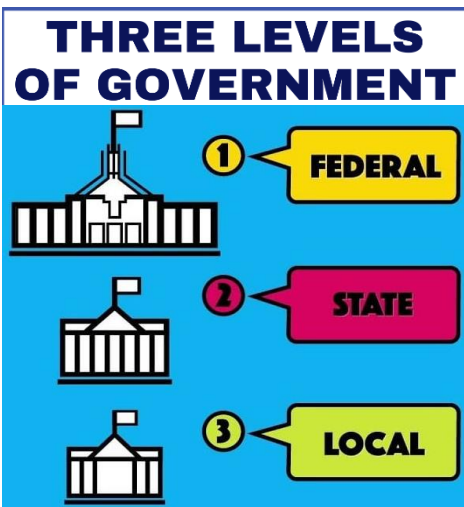 THREE LEVELS
OF GOVERNMENT
1 FEDERAL
2 STATE
3 LOCAL